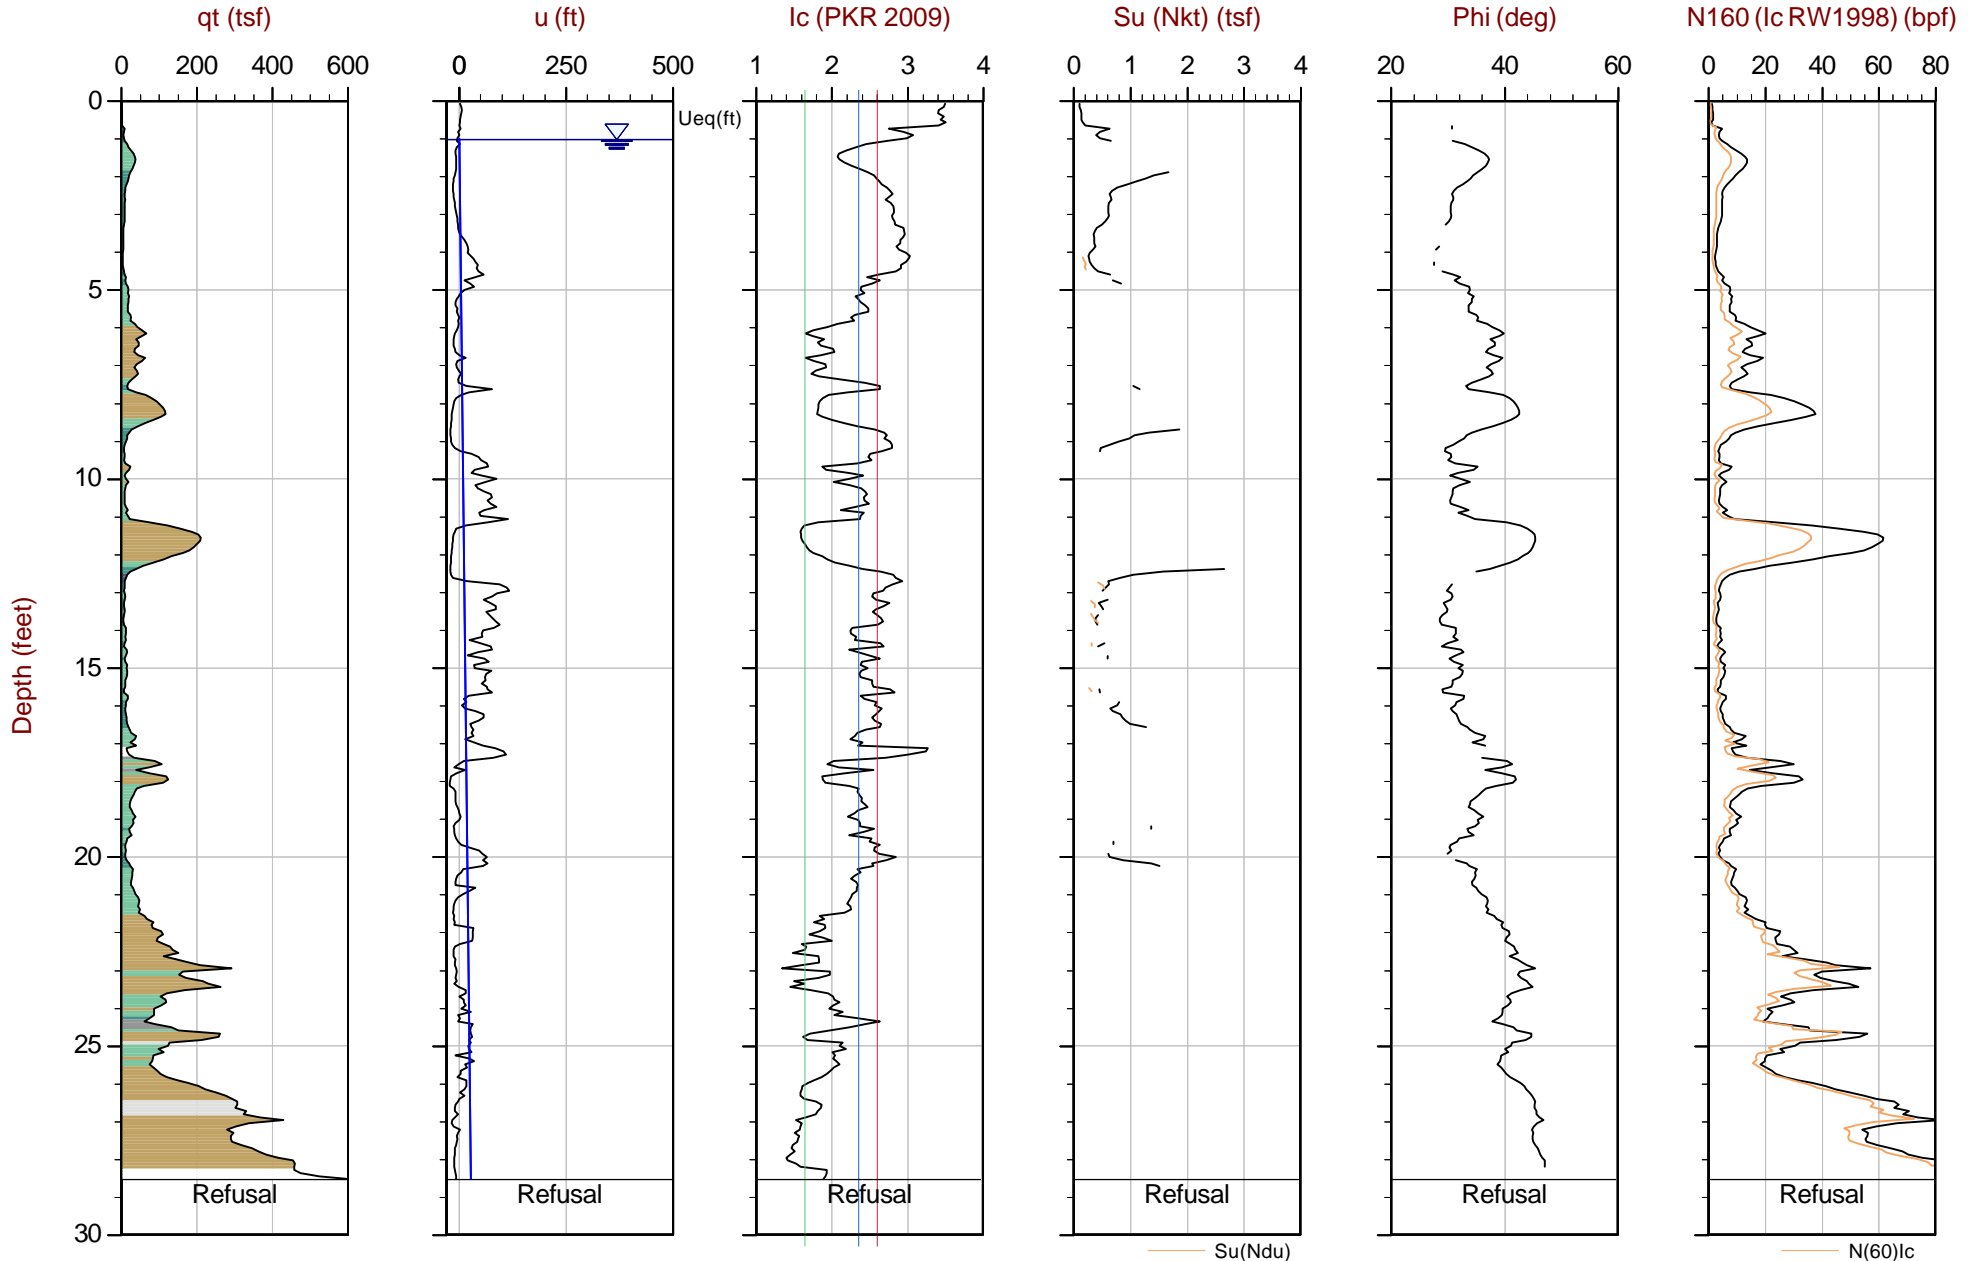 qt (tsf) u (ft) Ic (PKR 2009) Su (Nkt) (tsf) Phi (deg) N160 (Ic RW1998) (bpf)
0 200 400 600 0 250 500 1 2 3 4 0 1 2 3 4 20 40 60 0 20 40 60 80
0
Ueq(ft)
5
10
15
20
25
30
Depth (feet)
Refusal Refusal Refusal Refusal Refusal Refusal
Su(Ndu) N(60)Ic